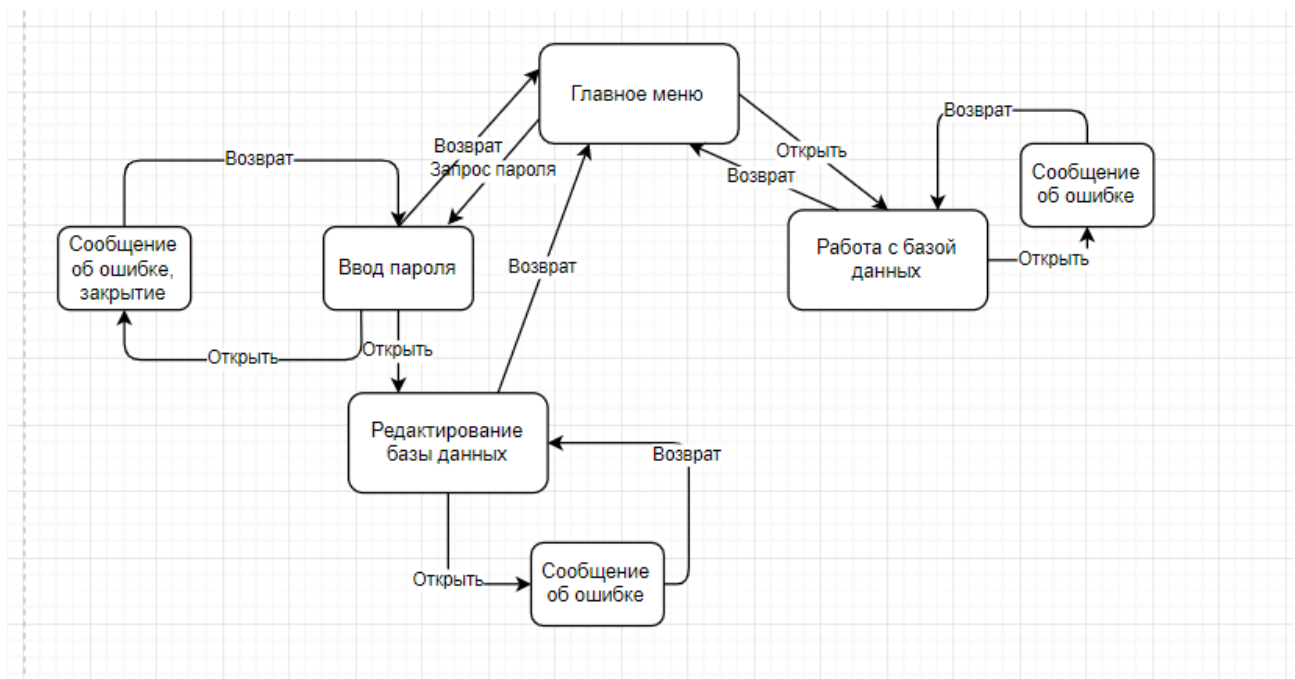 Главное меню
Возврат
Возврат
Открыть
Возврат
Запрос пароля
Возврат
Сообщение
об ошибке
Сообщение
об ошибке,
закрытие
Ввод пароля
Возврат
Работа с базой
данных
Открыть
Открыть
Открыть
Редактирование
базы данных
Возврат
Открыть
Сообщение
об ошибке